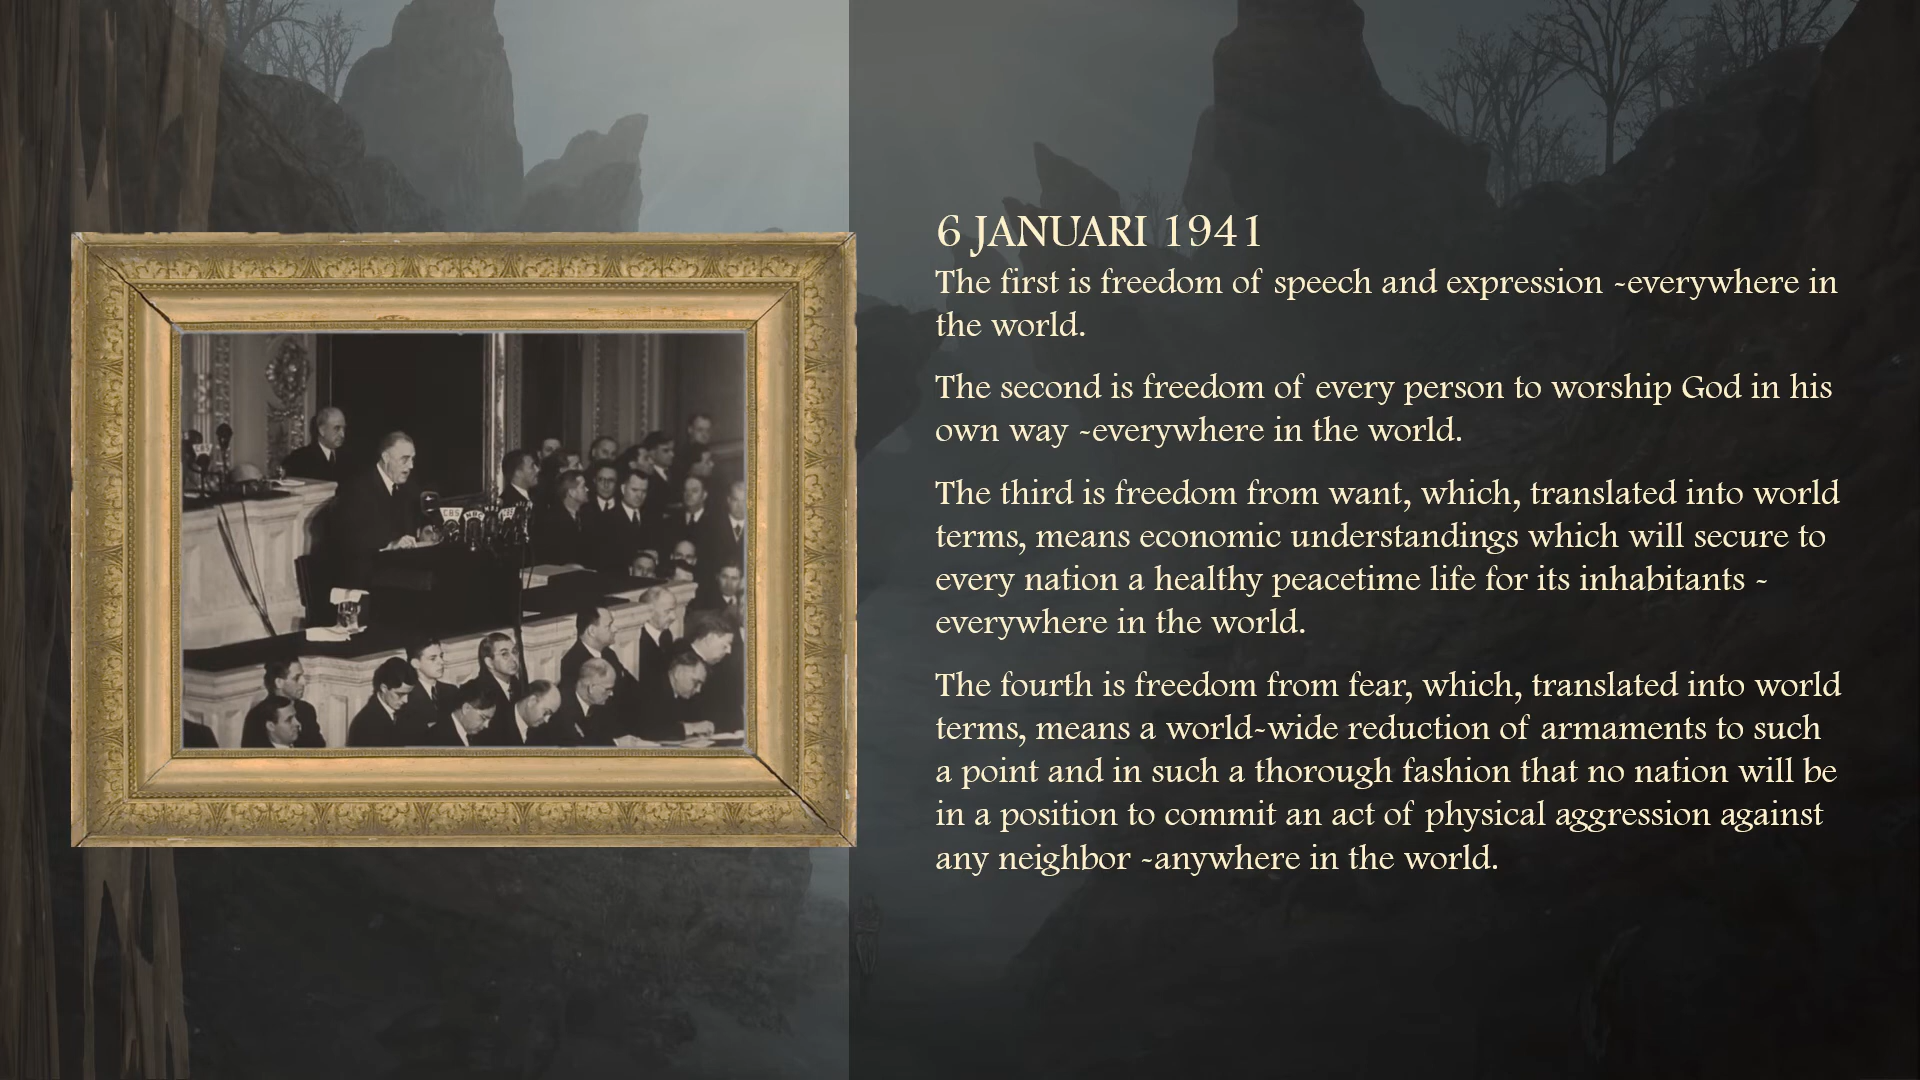 6 JANUARI 1941
The first is freedom of speech and expression -everywhere in
the world.
The second is freedom of every person to worship God in his
own way -everywhere in the world.
The third is freedom from want, which, translated into world
terms, means economic understandings which will secure to
every nation a healthy peacetime life for its inhabitants -
everywhere in the world.
The fourth is freedom from fear, which, translated into world
terms, means a world-wide reduction of armaments to such
a point and in such a thorough fashion that no nation will be
in a position to commit an act of physical aggression against
any neighbor -anywhere in the world.
CBS
NBC